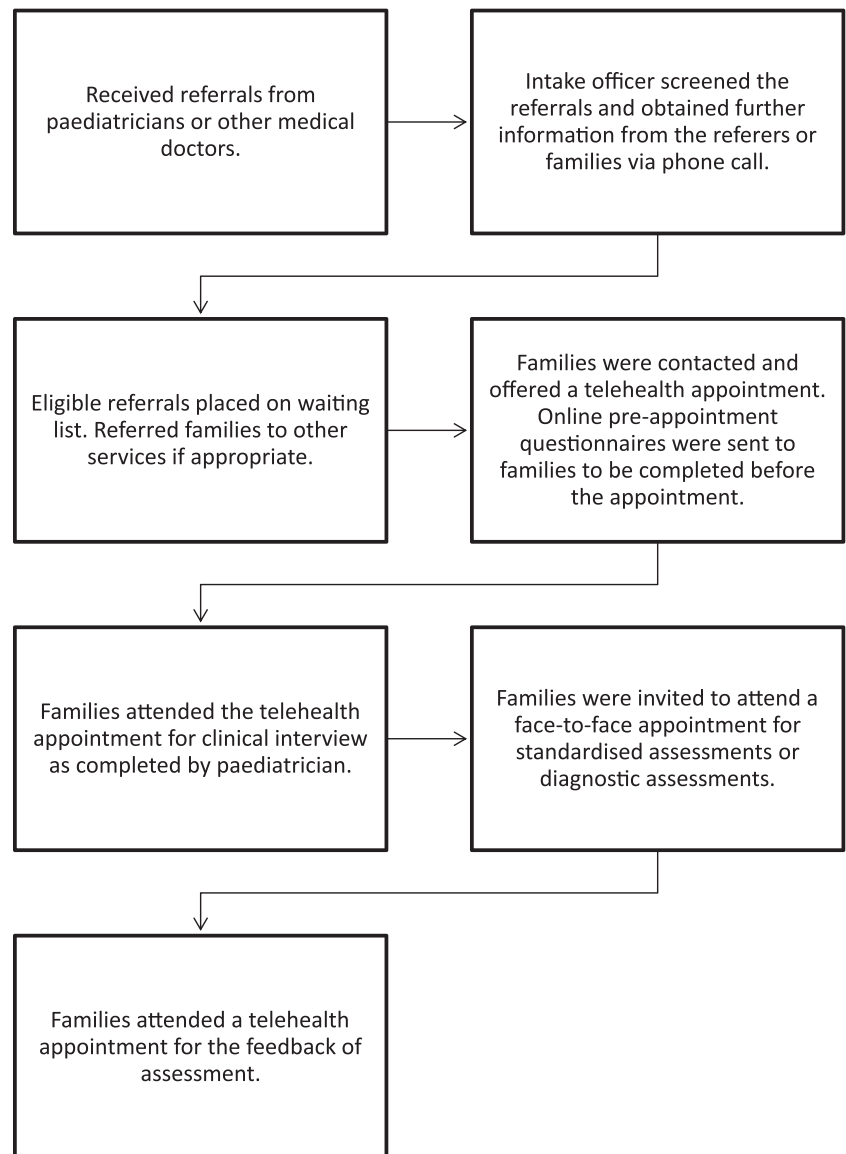 Received referrals from
paediatricians or other medical
doctors.
Intake officer screened the
referrals and obtained further
information from the referers or
families via phone call.
Eligible referrals placed on waiting
list. Referred families to other
services if appropriate.
Families were contacted and
offered a telehealth appointment.
Online pre-appointment
questionnaires were sent to
families to be completed before
the appointment.
Families attended the telehealth
appointment for clinical interview
as completed by paediatrician.
Families were invited to attend a
face-to-face appointment for
standardised assessments or
diagnostic assessments.
Families attended a telehealth
appointment for the feedback of
assessment.